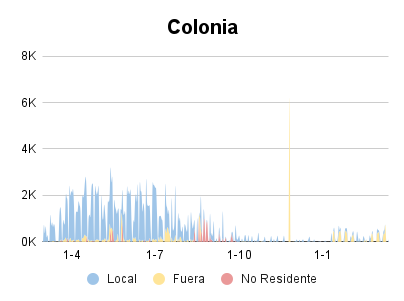 Colonia
8K
6K
4K
2K
0K
1-4 1-7 1-10 1-1
Local Fuera No Residente